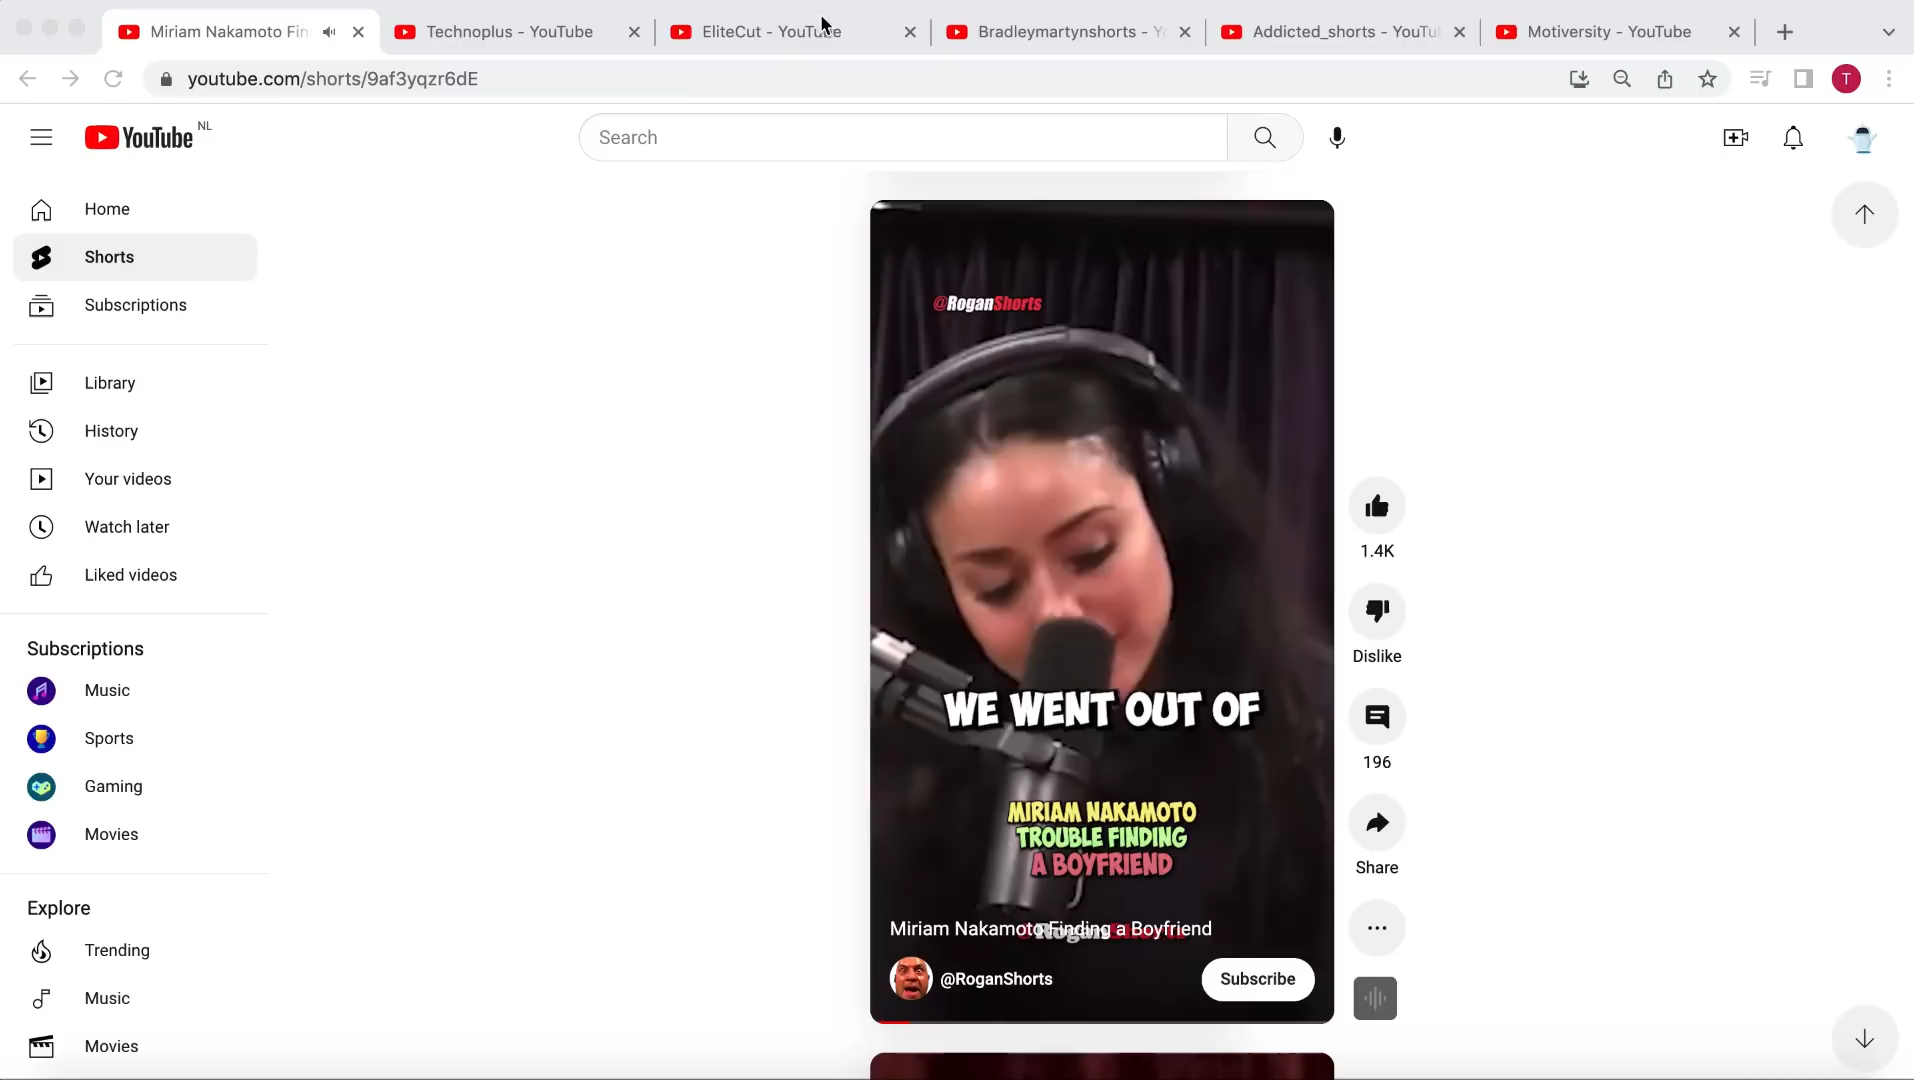 Miriam Nakamoto Fin
Technoplus - YouTube
EliteCut - YouTube
Bradleymartynshorts - Yo
Addicted_shorts - YouTu
Motiversity - YouTube
youtube.com/shorts/9af3yqzr6dE
T
YouTube NL
Search
Home
Shorts
Subscriptions
Library
History
Your videos
Watch later
Liked videos
Subscriptions
Music
Sports
Gaming
Movies
Explore
Trending
Music
Movies
@RoganShorts
WE WENT OUT OF
MIRIAM NAKAMOTO
TROUBLE FINDING
A BOYFRIEND
@RoganShorts
Miriam Nakamoto Finding a Boyfriend
@RoganShorts
Subscribe
1.4K
Dislike
196
Share